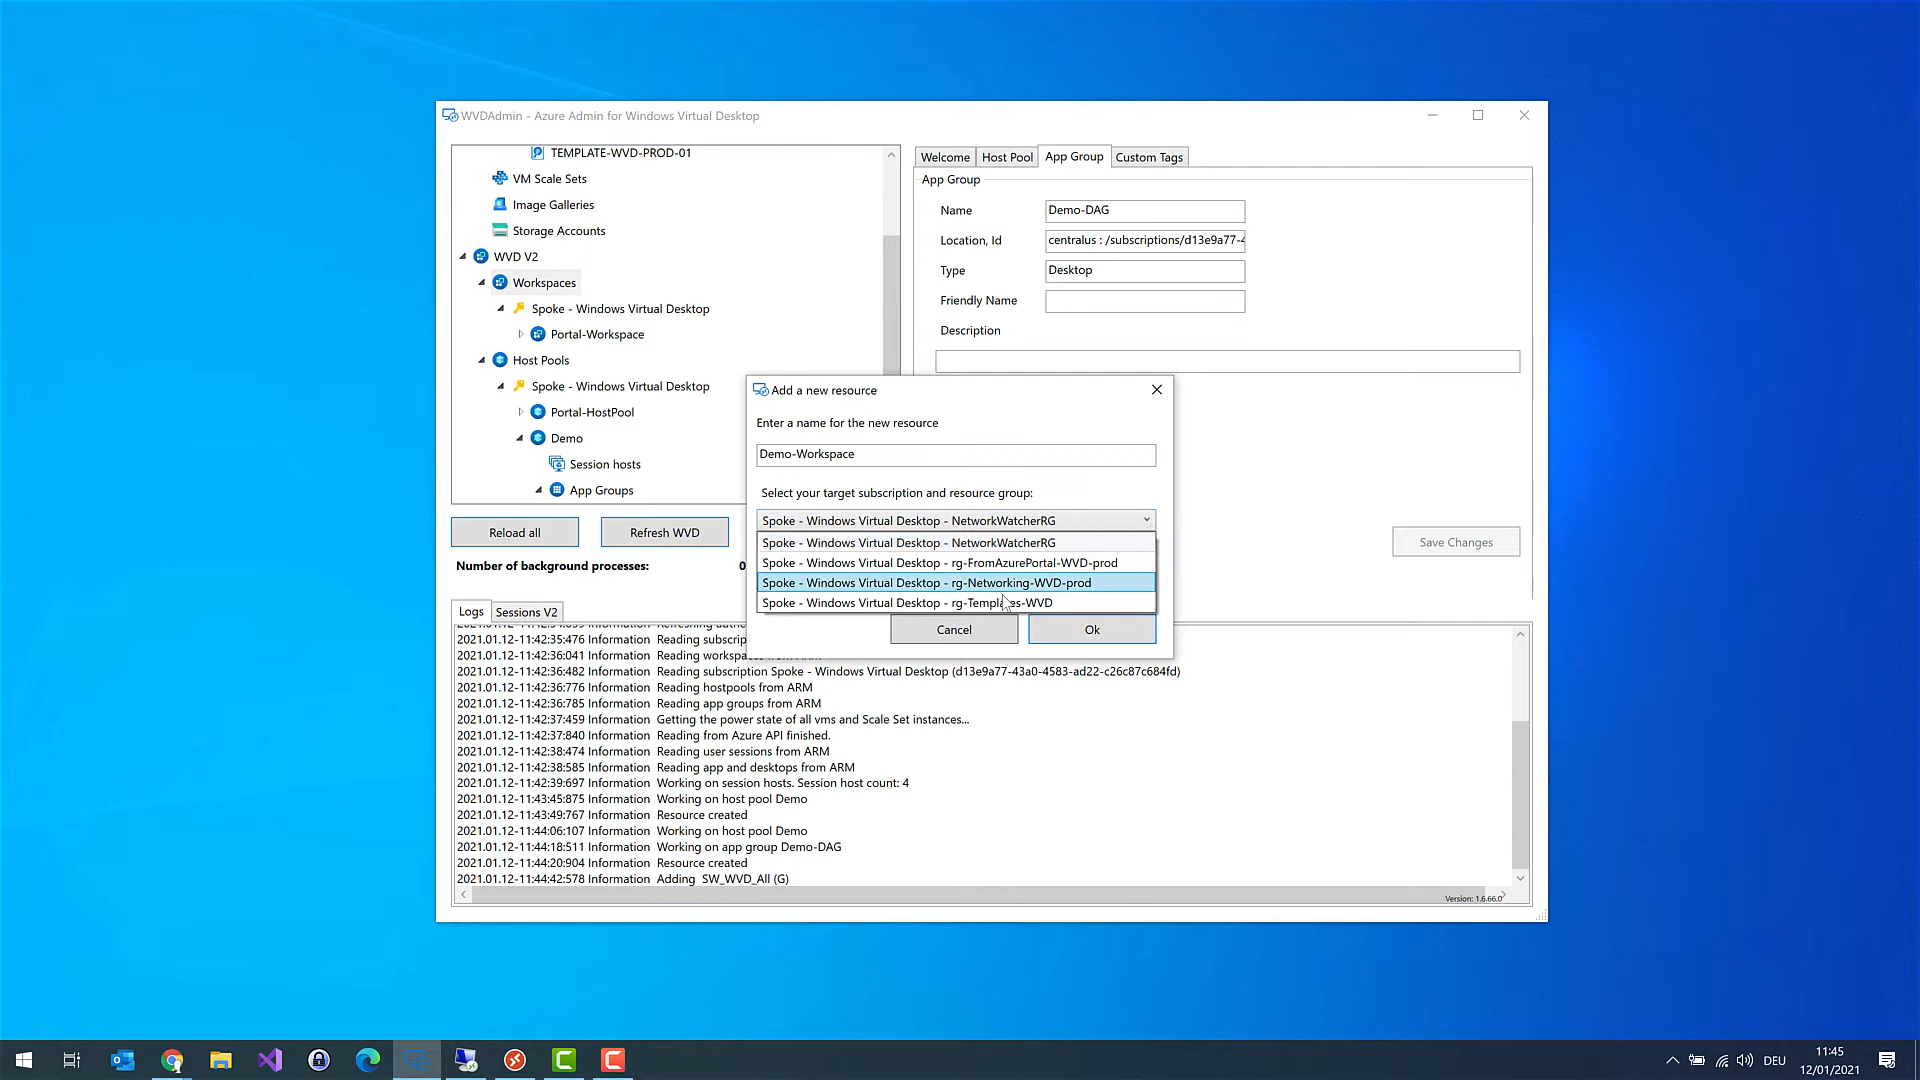 WVDAdmin - Azure Admin for Windows Virtual Desktop
TEMPLATE-WVD-PROD-01
VM Scale Sets
Image Galleries
Storage Accounts
WVD V2
Workspaces
Spoke - Windows Virtual Desktop
Portal-Workspace
Host Pools
Spoke - Windows Virtual Desktop
Portal-HostPool
Demo
Session hosts
App Groups
Reload all
Refresh WVD
Number of background processes:
0
Welcome
Host Pool
App Group
Custom Tags
App Group
Name
Demo-DAG
Location, Id
centralus : /subscriptions/d13e9a77-4
Type
Desktop
Friendly Name
Description
Save Changes
Add a new resource
Enter a name for the new resource
Demo-Workspace
Select your target subscription and resource group:
Spoke - Windows Virtual Desktop - NetworkWatcherRG
Spoke - Windows Virtual Desktop - NetworkWatcherRG
Spoke - Windows Virtual Desktop - rg-FromAzurePortal-WVD-prod
Spoke - Windows Virtual Desktop - rg-Networking-WVD-prod
Spoke - Windows Virtual Desktop - rg-Templates-WVD
Cancel
Ok
Logs
Sessions V2
2021.01.12-11:42:35:476 Information Reading subscrip
2021.01.12-11:42:36:041 Information Reading workspaces from ARM
2021.01.12-11:42:36:482 Information Reading subscription Spoke - Windows Virtual Desktop (d13e9a77-43a0-4583-ad22-c26c87c684fd)
2021.01.12-11:42:36:776 Information Reading hostpools from ARM
2021.01.12-11:42:36:785 Information Reading app groups from ARM
2021.01.12-11:42:37:459 Information Getting the power state of all vms and Scale Set instances...
2021.01.12-11:42:37:840 Information Reading from Azure API finished.
2021.01.12-11:42:38:474 Information Reading user sessions from ARM
2021.01.12-11:42:38:585 Information Reading app and desktops from ARM
2021.01.12-11:42:39:697 Information Working on session hosts. Session host count: 4
2021.01.12-11:43:45:875 Information Working on host pool Demo
2021.01.12-11:43:49:767 Information Resource created
2021.01.12-11:44:06:107 Information Working on host pool Demo
2021.01.12-11:44:18:511 Information Working on app group Demo-DAG
2021.01.12-11:44:20:904 Information Resource created
2021.01.12-11:44:42:578 Information Adding SW_WVD_All (G)
Version: 1.6.66.0
DEU
11:45
12/01/2021